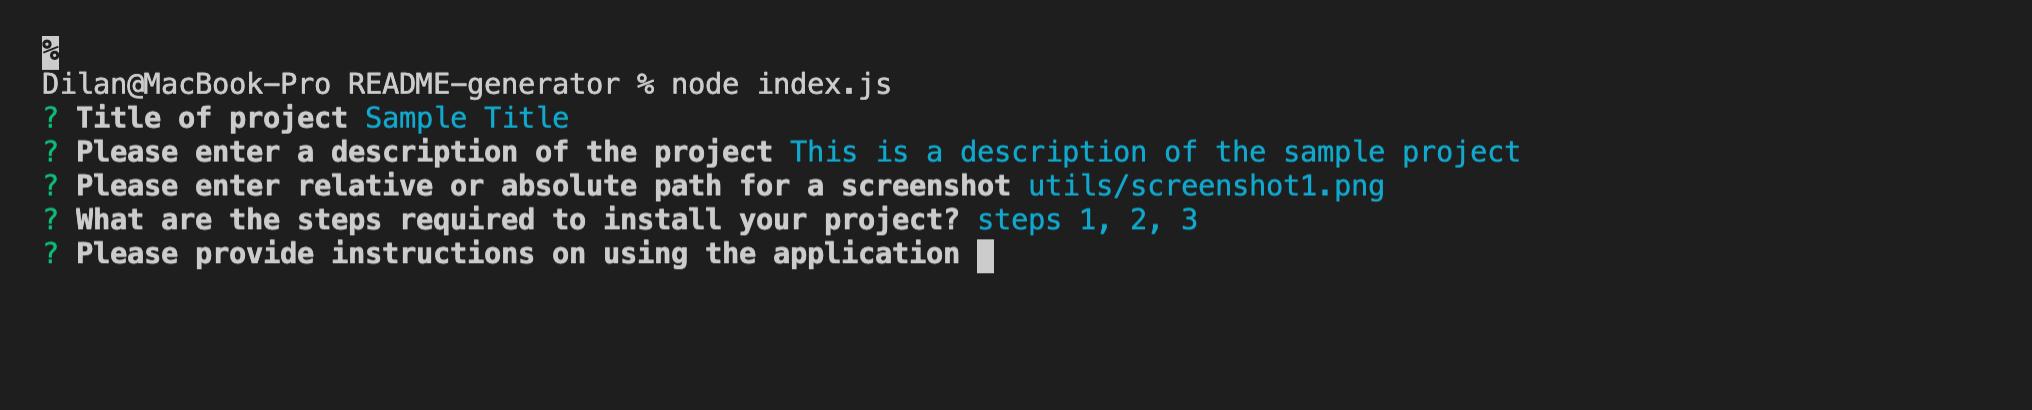 %
Dilan@MacBook-Pro README-generator % node index.js
? Title of project Sample Title
? Please enter a description of the project This is a description of the sample project
? Please enter relative or absolute path for a screenshot utils/screenshot1.png
? What are the steps required to install your project? steps 1, 2, 3
? Please provide instructions on using the application